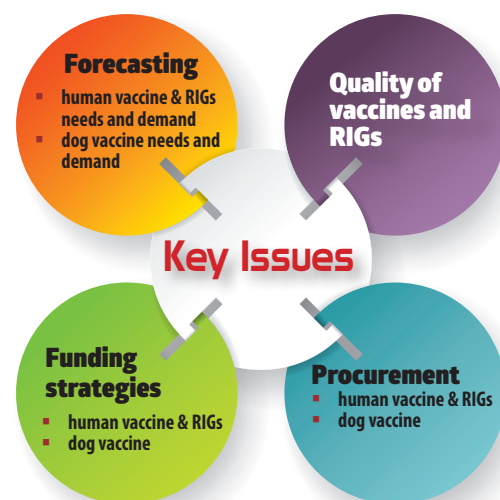 Forecasting
▪ human vaccine & RIGs
needs and demand
▪ dog vaccine needs and
demand
Quality of
vaccines and
RIGs
Key Issues
Funding
strategies
▪ human vaccine & RIGs
▪ dog vaccine
Procurement
▪ human vaccine & RIGs
▪ dog vaccine